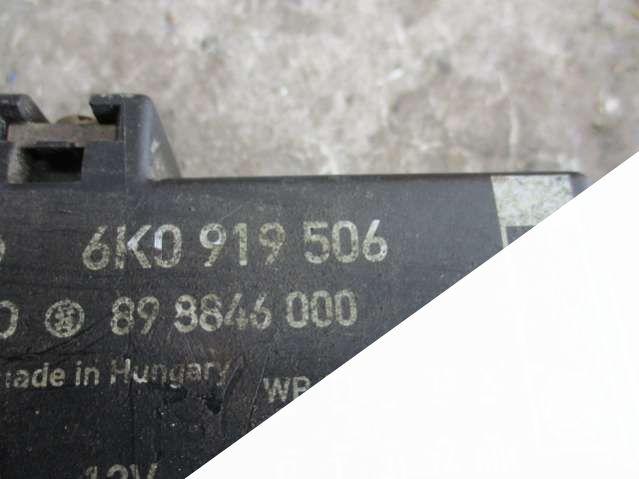 6K0 919 506
89 8846 000
made in Hungary WB
12V